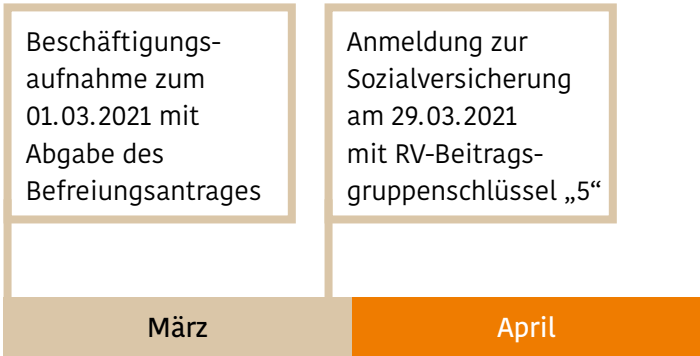 Beschäftigungs-
aufnahme zum
01.03.2021 mit
Abgabe des
Befreiungsantrages
Anmeldung zur
Sozialversicherung
am 29.03.2021
mit RV-Beitrags-
gruppenschlüssel „5“
März
April